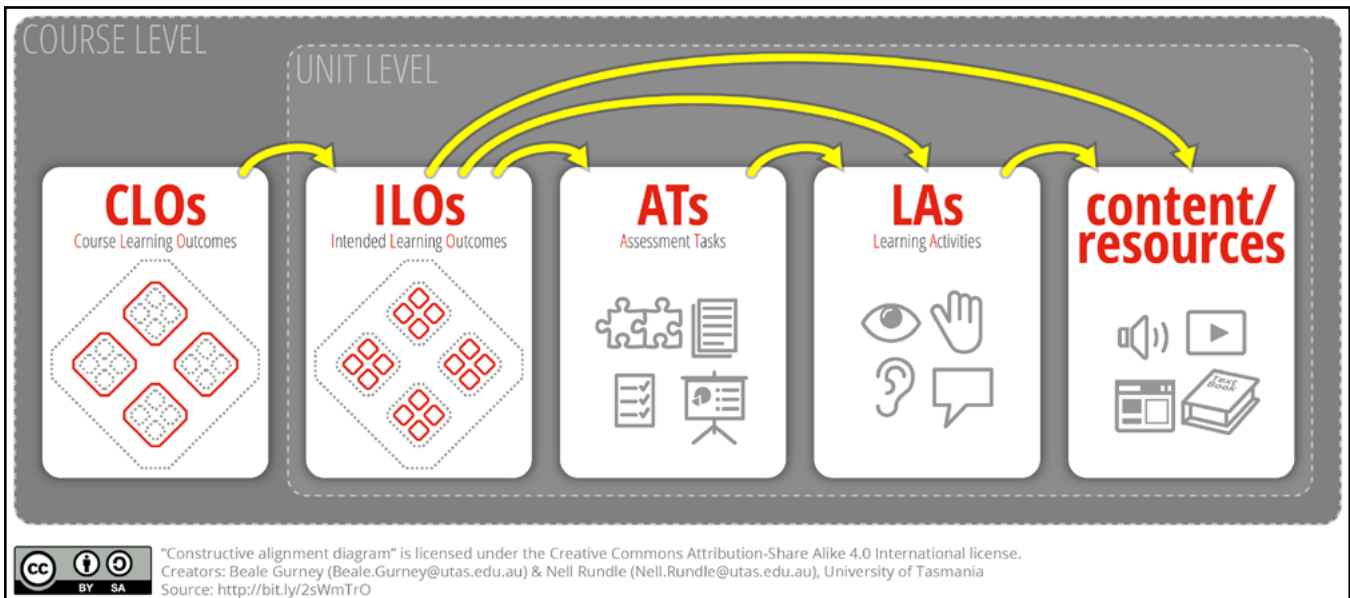 COURSE LEVEL
UNIT LEVEL
CLOs
Course Learning Outcomes
ILOs
Intended Learning Outcomes
ATs
Assessment Tasks
LAs
Learning Activities
content/
resources
Text
Book
cc
BY SA
"Constructive alignment diagram" is licensed under the Creative Commons Attribution-Share Alike 4.0 International license.
Creators: Beale Gurney (Beale.Gurney@utas.edu.au) & Nell Rundle (Nell.Rundle@utas.edu.au), University of Tasmania
Source: http://bit.ly/2sWmTrO